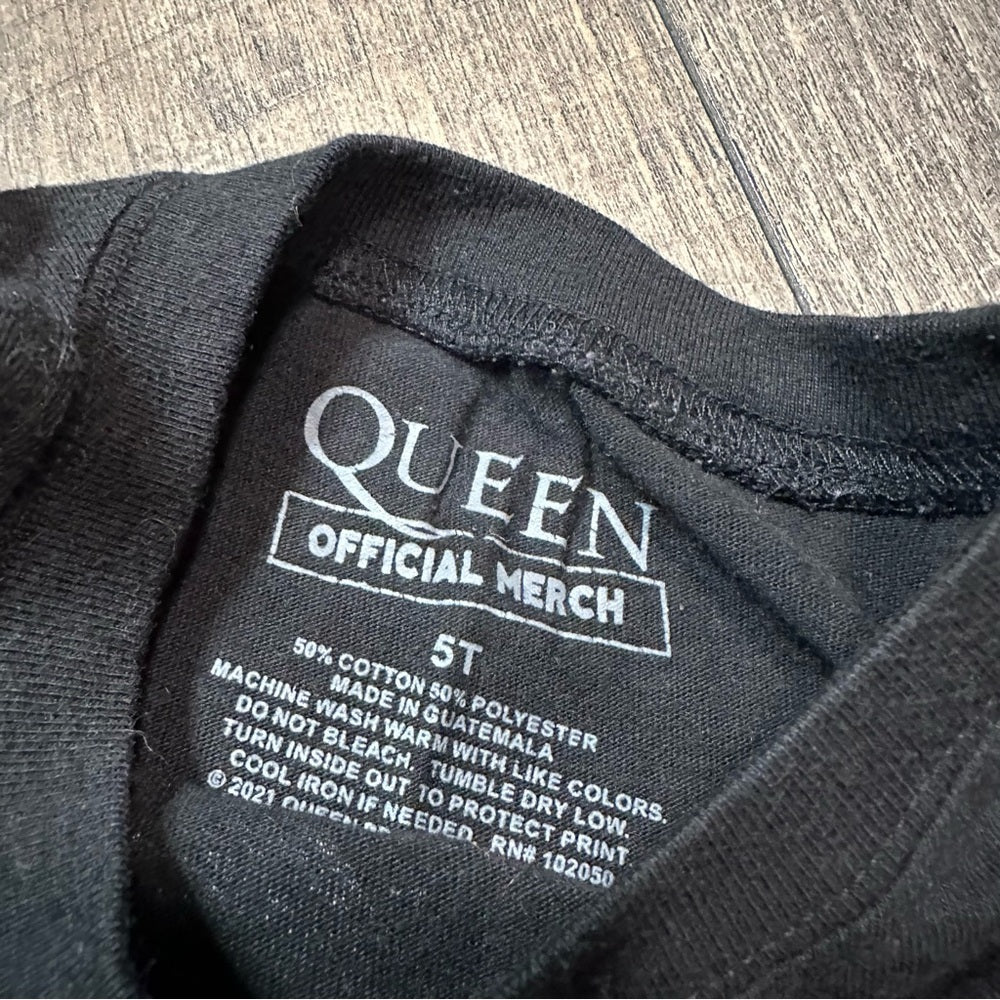 QUEEN
OFFICIAL MERCH
5T
50% COTTON 50% POLYESTER
MADE IN GUATEMALA
MACHINE WASH WARM WITH LIKE COLORS.
DO NOT BLEACH. TUMBLE DRY LOW.
TURN INSIDE OUT TO PROTECT PRINT
COOL IRON IF NEEDED. RN# 102050
© 2021 QUEEN